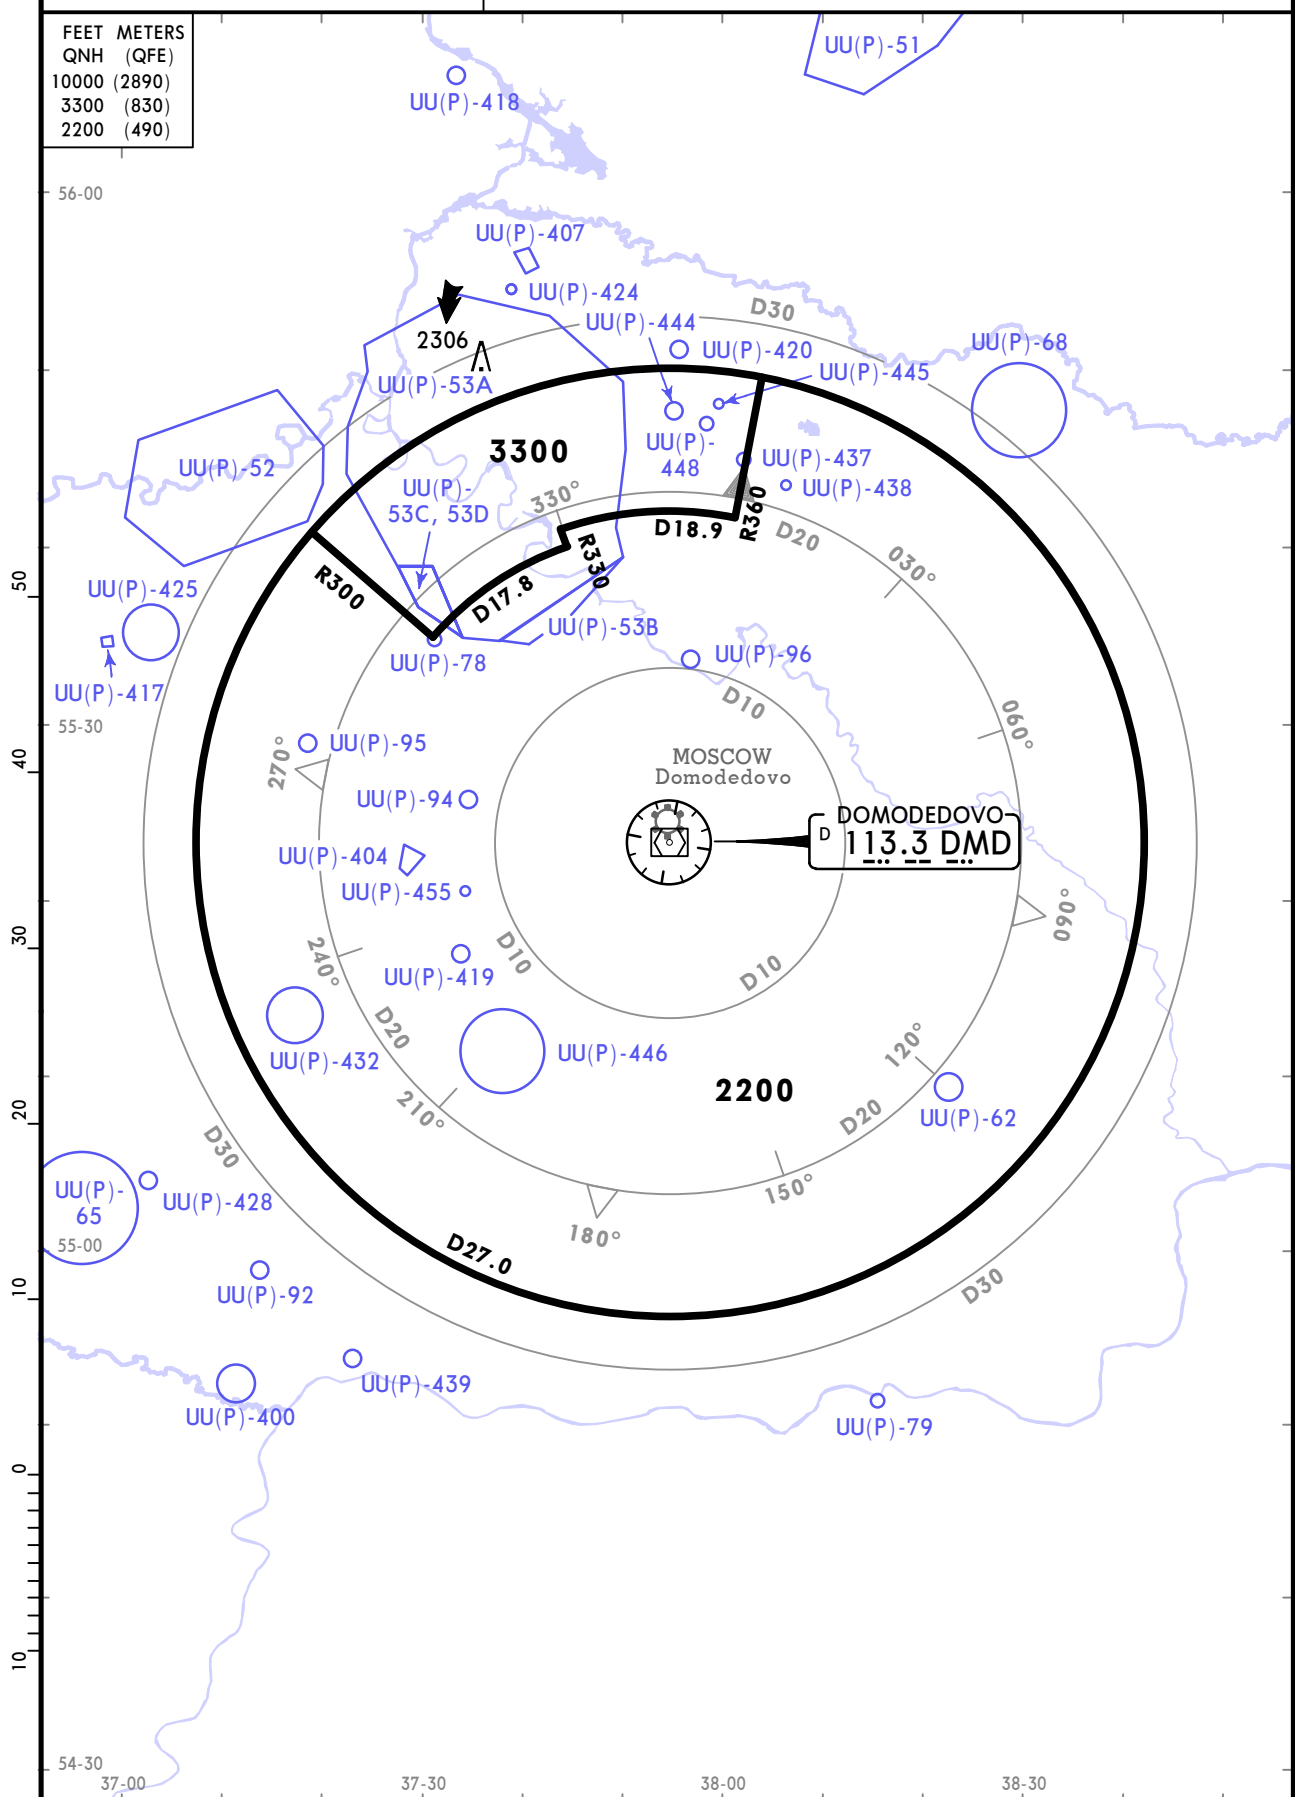 FEET METERS
QNH (QFE)
10000 (2890)
3300 (830)
2200 (490)
UU(P)-51
UU(P)-418
56-00
UU(P)-407
UU(P)-424
D30
UU(P)-444
2306
UU(P)-420
UU(P)-68
UU(P)-445
UU(P)-53A
3300
UU(P)-
448
UU(P)-52
UU(P)-437
UU(P)-
53C, 53D
UU(P)-438
330°
R360
D18.9
D20
R330
030°
50
UU(P)-425
R300
D17.8
UU(P)-53B
UU(P)-78
UU(P)-96
UU(P)-417
D10
55-30
060°
UU(P)-95
270°
40
MOSCOW
Domodedovo
UU(P)-94
DOMODEDOVO
D 113.3 DMD
UU(P)-404
UU(P)-455
090°
30
240°
D10
D10
UU(P)-419
D20
UU(P)-432
UU(P)-446
120°
2200
210°
D20
UU(P)-62
20
D30
UU(P)-
65
UU(P)-428
150°
180°
55-00
D27.0
D30
10
UU(P)-92
UU(P)-439
UU(P)-400
UU(P)-79
0
10
54-30
37-00 37-30 38-00 38-30